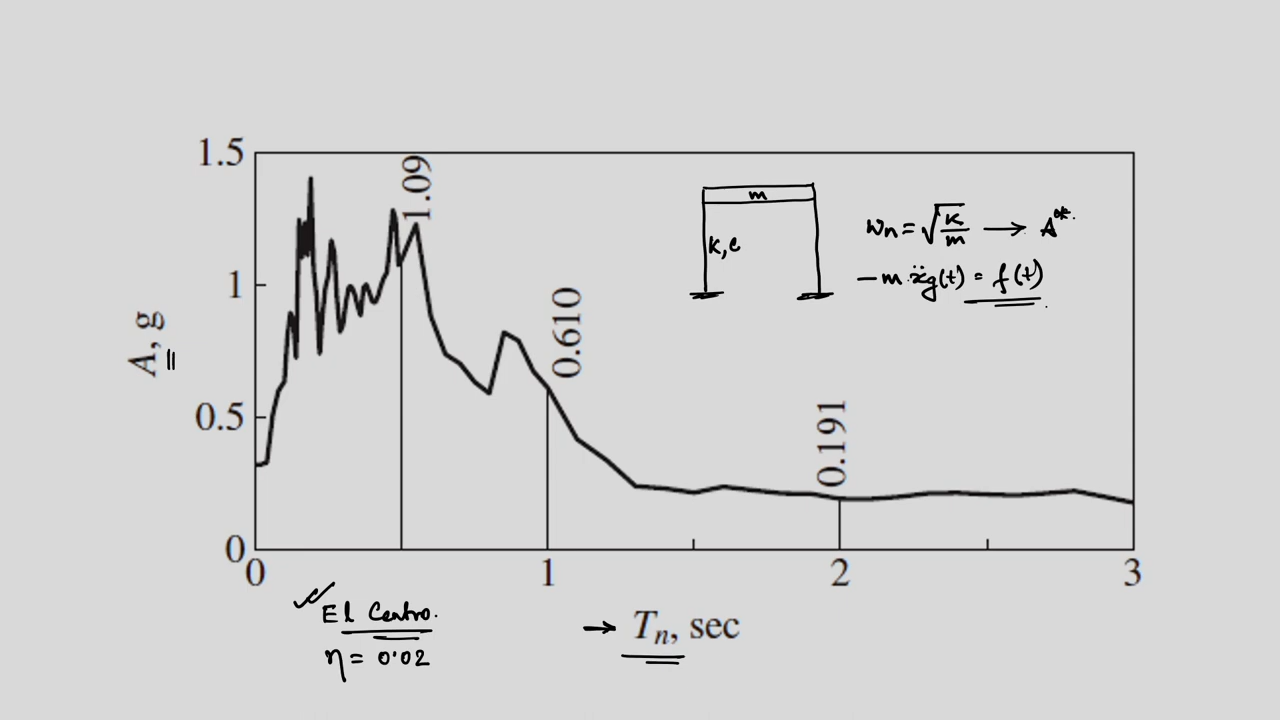 1.5
1
0.5
0
A, g
1.09
0.610
0.191
m
K, c
ωn = √K/m → A*
- m ẍg(t) = f(t)
0 1 2 3
El Centro.
η = 0.02
→ Tn, sec